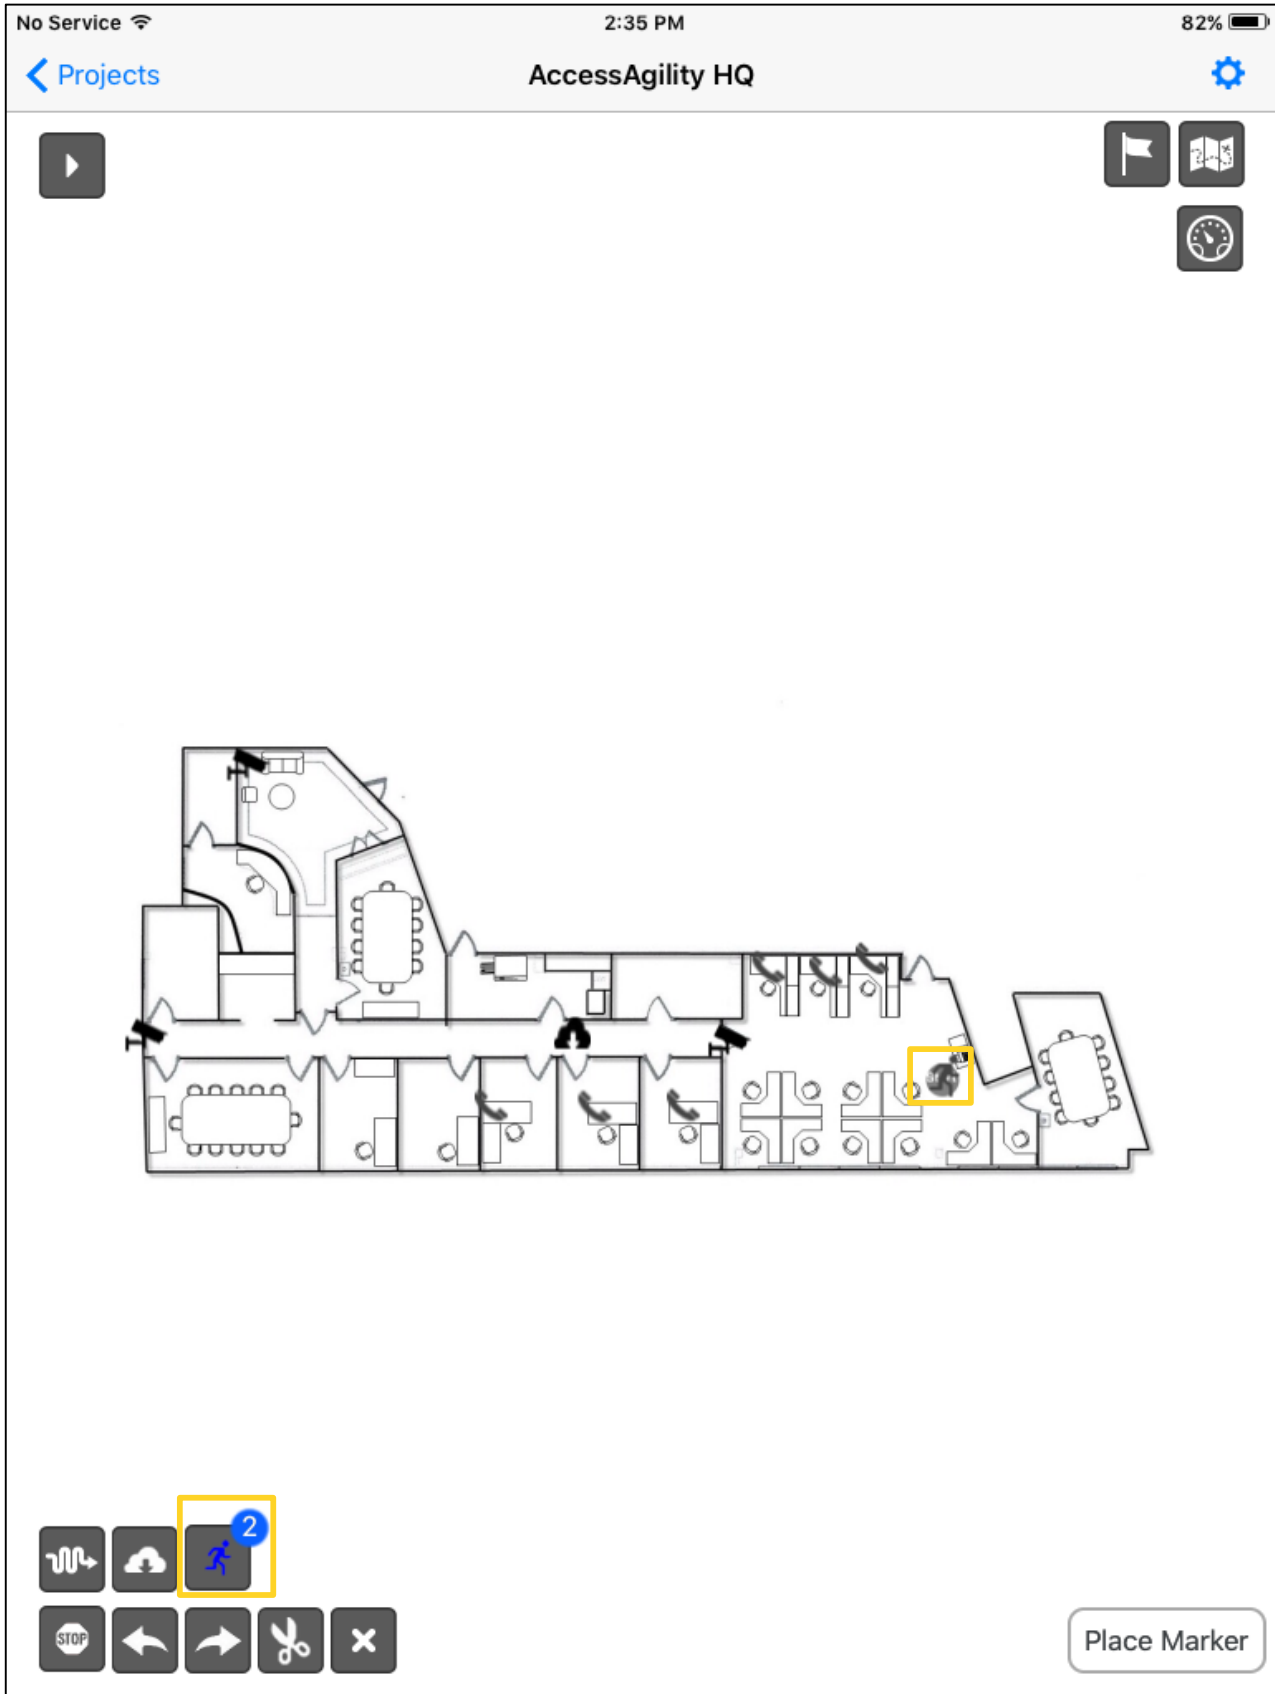 No Service 2:35 PM 82%
Projects AccessAgility HQ
2
STOP
Place Marker